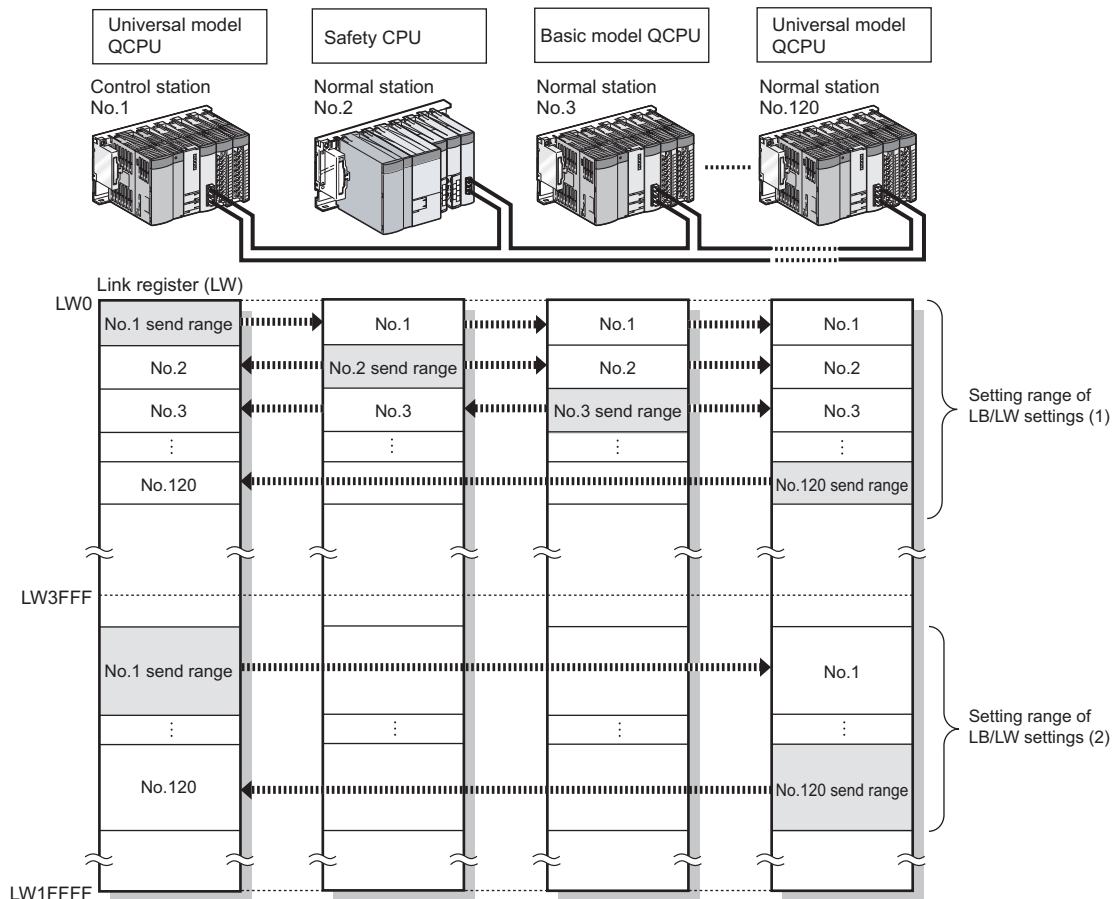 Universal model
QCPU
Safety CPU
Basic model QCPU
Universal model
QCPU
Control station
No.1
Normal station
No.2
Normal station
No.3
Normal station
No.120
Link register (LW)
LW0
No.1 send range
No.1
No.1
No.1
No.2
No.2 send range
No.2
No.2
No.3
No.3
No.3 send range
No.3
Setting range of
LB/LW settings (1)
No.120
No.120 send range
LW3FFF
No.1 send range
No.1
Setting range of
LB/LW settings (2)
No.120
No.120 send range
LW1FFFF